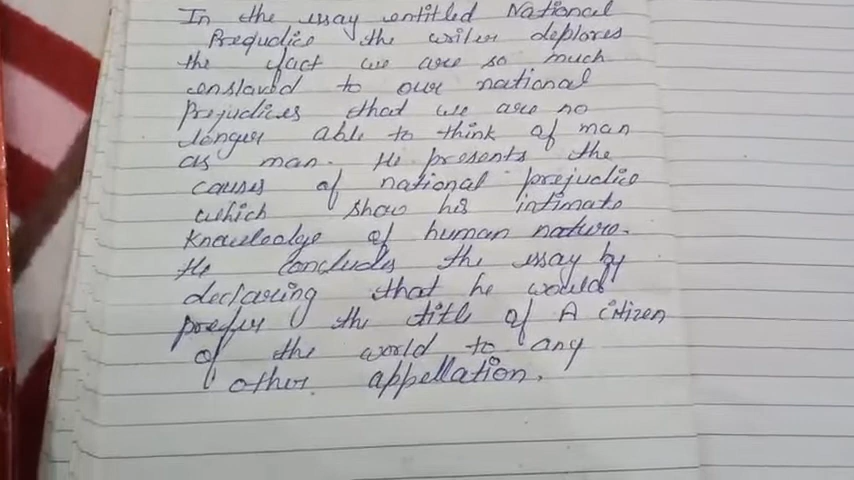 In the essay entitled National
Prequdice the writer deplores
the fact we are so much
enslaved to our national
prejudices that we are no
longer able to think of man
as man. He presents the
causes of national prejudice
which show his intimate
knowledge of human nature.
He concludes the essay by
declaring that he would
prefer the title of A citizen
of the world to any
other appellation.